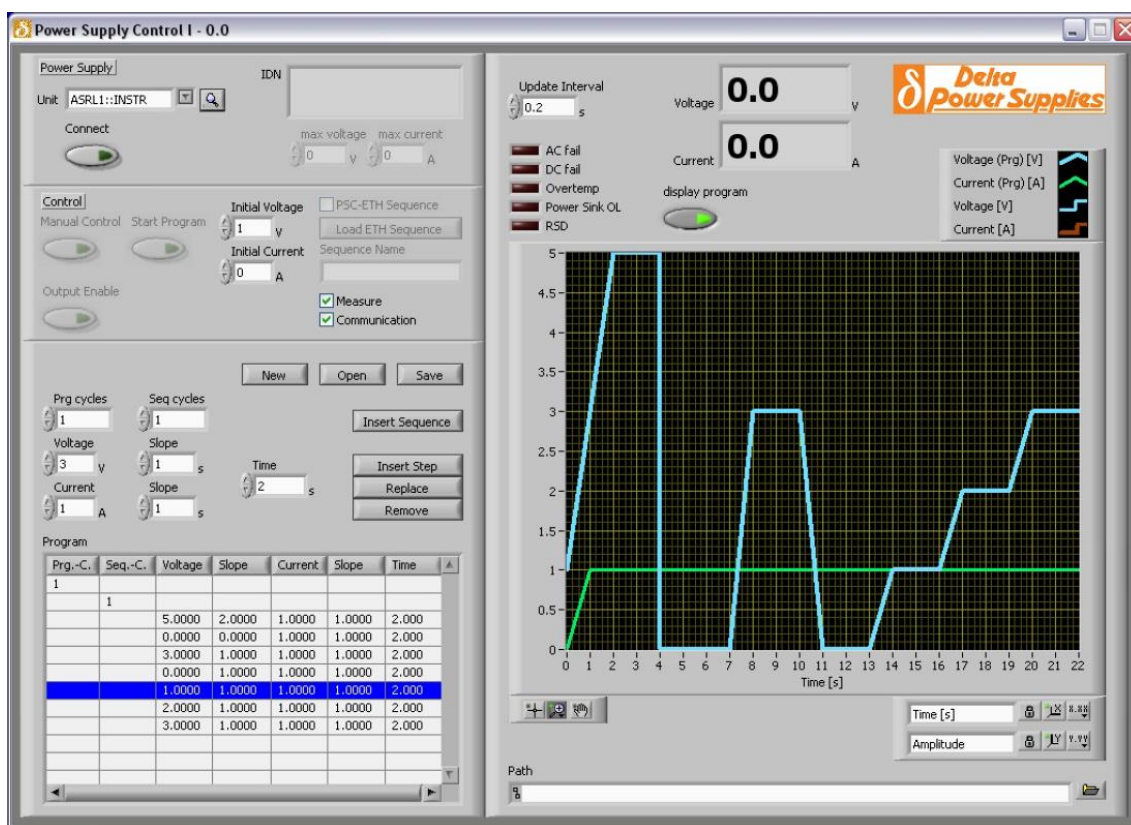 Power Supply Control I - 0.0
Power Supply
IDN
Unit ASRL1::INSTR
Connect
max voltage max current
0 V 0 A
Control
Manual Control Start Program
Initial Voltage
1 V
PSC-ETH Sequence
Load ETH Sequence
Initial Current
0 A
Sequence Name
Output Enable
Measure
Communication
New Open Save
Prg cycles Seq cycles
1 1
Insert Sequence
Voltage Slope
3 V 1 s
Time
2 s
Insert Step
Current Slope
1 A 1 s
Replace
Remove
Program
Prg.-C. Seq.-C. Voltage Slope Current Slope Time
1
1
5.0000 2.0000 1.0000 1.0000 2.000
0.0000 0.0000 1.0000 1.0000 2.000
3.0000 1.0000 1.0000 1.0000 2.000
0.0000 1.0000 1.0000 1.0000 2.000
1.0000 1.0000 1.0000 1.0000 2.000
2.0000 1.0000 1.0000 1.0000 2.000
3.0000 1.0000 1.0000 1.0000 2.000
Update Interval
0.2 s
Voltage 0.0 V
Current 0.0 A
δ Delta
Power Supplies
AC fail
DC fail
Overtemp
Power Sink OL
RSD
display program
Voltage (Prg) [V]
Current (Prg) [A]
Voltage [V]
Current [A]
5
4.5
4
3.5
3
2.5
2
1.5
1
0.5
0
0 1 2 3 4 5 6 7 8 9 10 11 12 13 14 15 16 17 18 19 20 21 22
Time [s]
Time [s] X X.XX
Amplitude Y Y.YY
Path